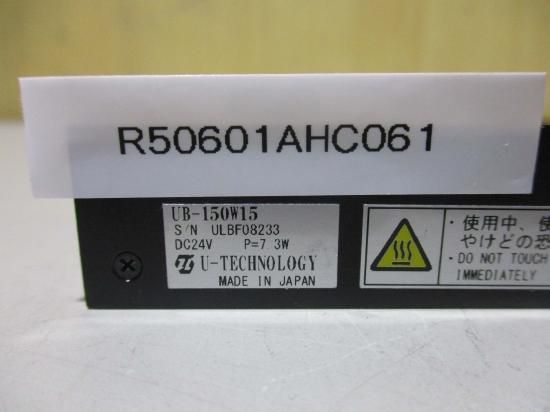 R50601AHC061
UB-150W15
S/N ULBF08233
DC24V P=7.3W
U-TECHNOLOGY
MADE IN JAPAN
・使用中、使
やけどの恐
・DO NOT TOUCH
IMMEDIATELY